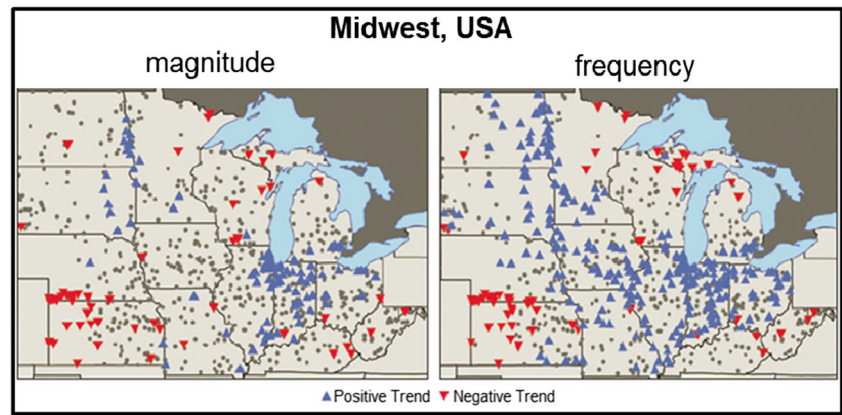 Midwest, USA
magnitude
frequency
Positive Trend Negative Trend